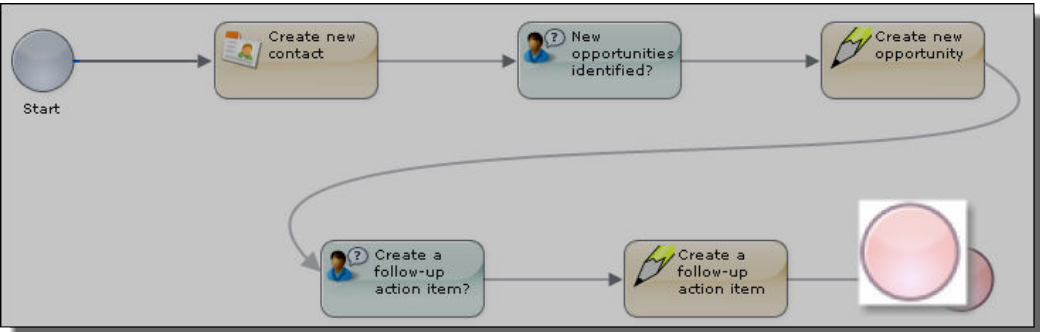 Create new
contact
New
opportunities
identified?
Create new
opportunity
Start
Create a
follow-up
action item?
Create a
follow-up
action item